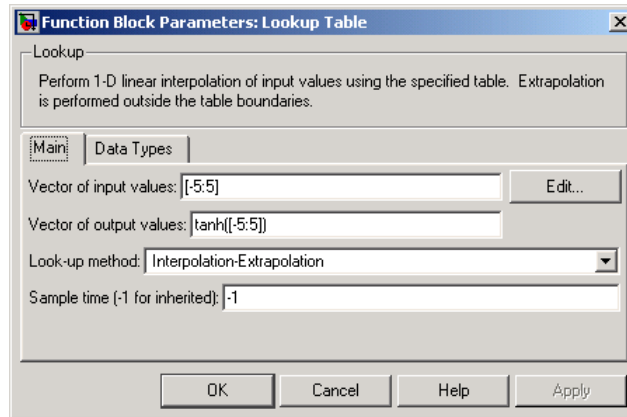 Function Block Parameters: Lookup Table
Lookup
Perform 1-D linear interpolation of input values using the specified table. Extrapolation
is performed outside the table boundaries.
Main Data Types
Vector of input values: [-5:5] Edit...
Vector of output values: tanh([-5:5])
Look-up method: Interpolation-Extrapolation
Sample time (-1 for inherited): -1
OK Cancel Help Apply